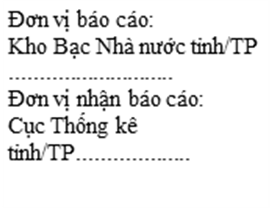 Đơn vị báo cáo:
Kho Bạc Nhà nước tỉnh/TP
..........................
Đơn vị nhận báo cáo:
Cục Thống kê
tỉnh/TP..................